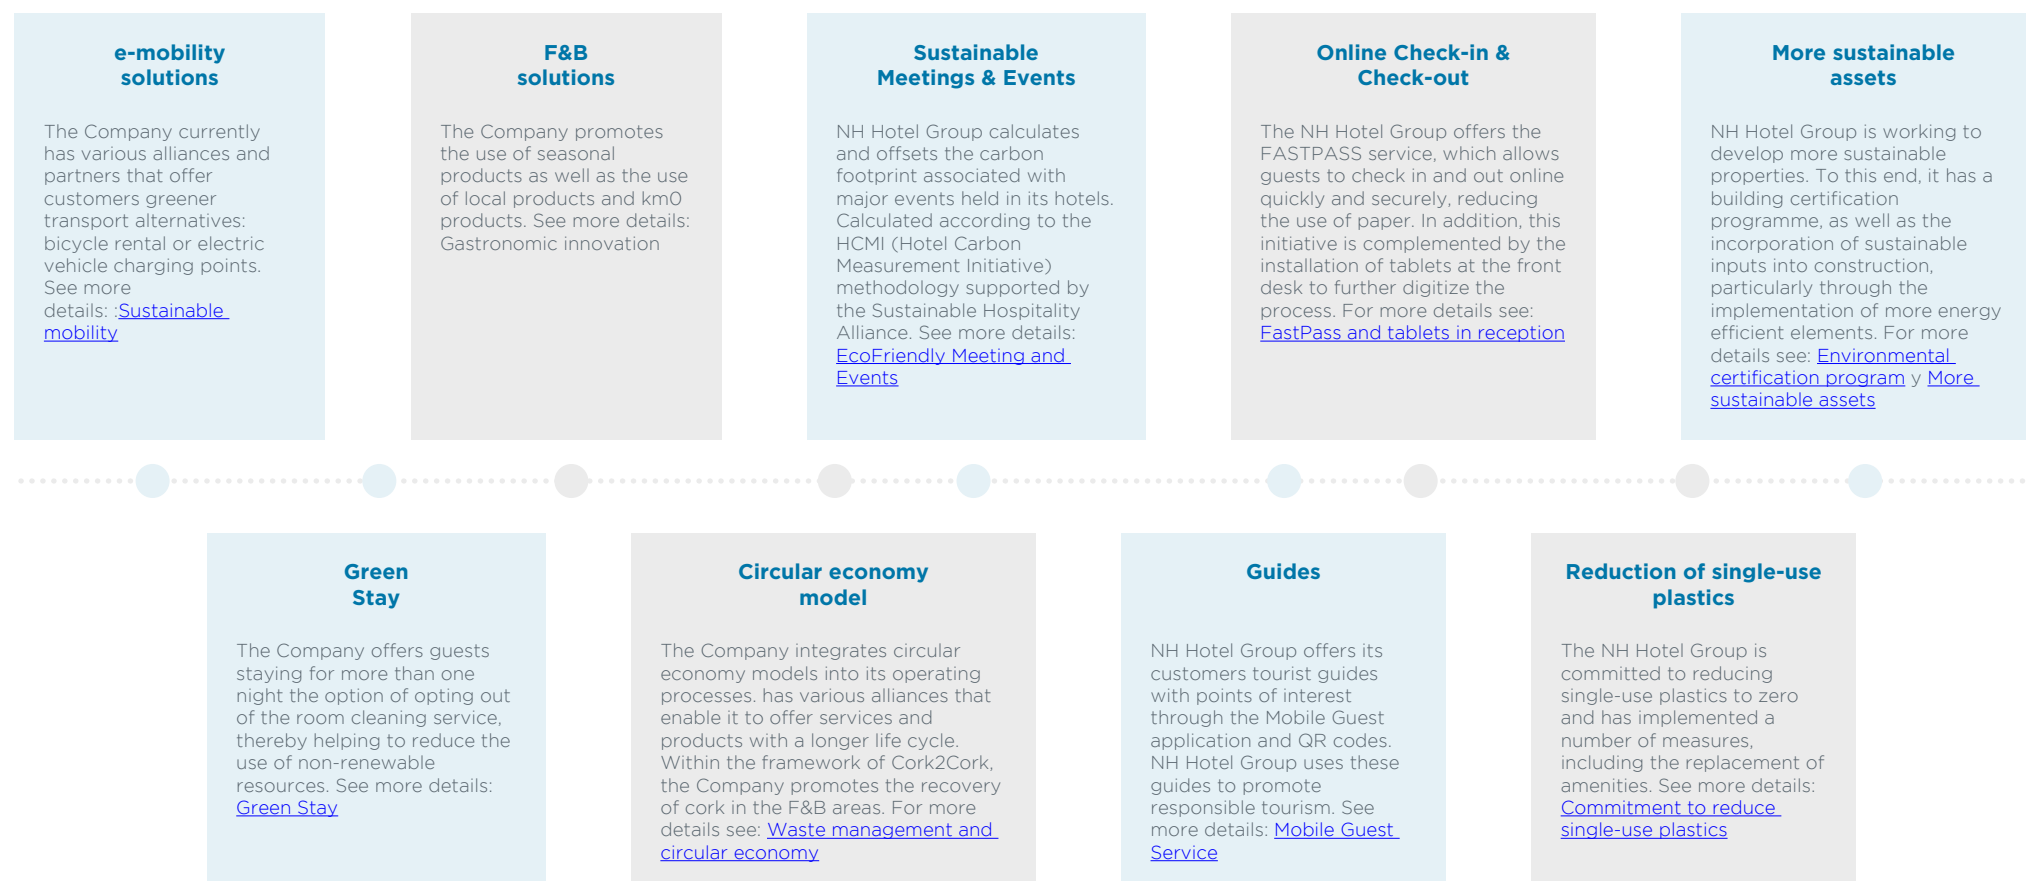 e-mobility
solutions
The Company currently
has various alliances and
partners that offer
customers greener
transport alternatives:
bicycle rental or electric
vehicle charging points.
See more
details: :Sustainable
mobility
F&B
solutions
The Company promotes
the use of seasonal
products as well as the use
of local products and km0
products. See more details:
Gastronomic innovation
Sustainable
Meetings & Events
NH Hotel Group calculates
and offsets the carbon
footprint associated with
major events held in its hotels.
Calculated according to the
HCMI (Hotel Carbon
Measurement Initiative)
methodology supported by
the Sustainable Hospitality
Alliance. See more details:
EcoFriendly Meeting and
Events
Online Check-in &
Check-out
The NH Hotel Group offers the
FASTPASS service, which allows
guests to check in and out online
quickly and securely, reducing
the use of paper. In addition, this
initiative is complemented by the
installation of tablets at the front
desk to further digitize the
process. For more details see:
FastPass and tablets in reception
More sustainable
assets
NH Hotel Group is working to
develop more sustainable
properties. To this end, it has a
building certification
programme, as well as the
incorporation of sustainable
inputs into construction,
particularly through the
implementation of more energy
efficient elements. For more
details see: Environmental
certification program y More
sustainable assets
Green
Stay
The Company offers guests
staying for more than one
night the option of opting out
of the room cleaning service,
thereby helping to reduce the
use of non-renewable
resources. See more details:
Green Stay
Circular economy
model
The Company integrates circular
economy models into its operating
processes. has various alliances that
enable it to offer services and
products with a longer life cycle.
Within the framework of Cork2Cork,
the Company promotes the recovery
of cork in the F&B areas. For more
details see: Waste management and
circular economy
Guides
NH Hotel Group offers its
customers tourist guides
with points of interest
through the Mobile Guest
application and QR codes.
NH Hotel Group uses these
guides to promote
responsible tourism. See
more details: Mobile Guest
Service
Reduction of single-use
plastics
The NH Hotel Group is
committed to reducing
single-use plastics to zero
and has implemented a
number of measures,
including the replacement of
amenities. See more details:
Commitment to reduce
single-use plastics